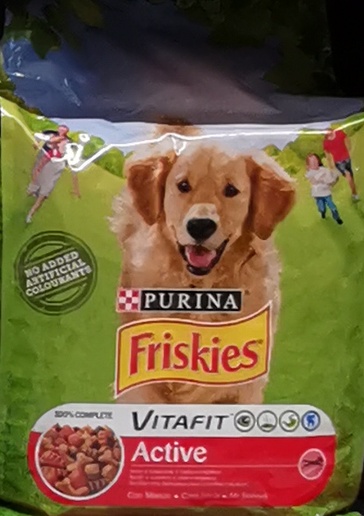 NO ADDED
ARTIFICIAL
COLOURANTS
PURINA
Friskies
100% COMPLETE
VITAFIT
Active